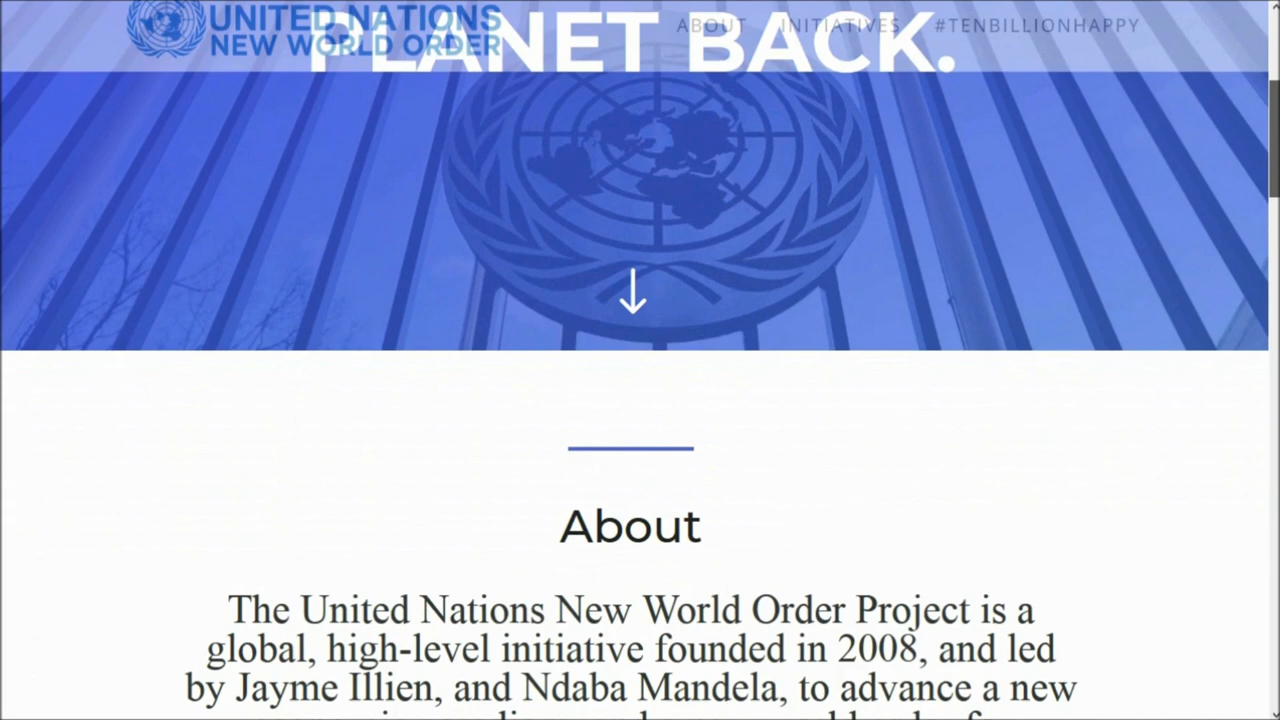 UNITED NATIONS
NEW WORLD ORDER
ABOUT INITIATIVES #TENBILLIONHAPPY
PLANET BACK.
About
The United Nations New World Order Project is a
global, high-level initiative founded in 2008, and led
by Jayme Illien, and Ndaba Mandela, to advance a new